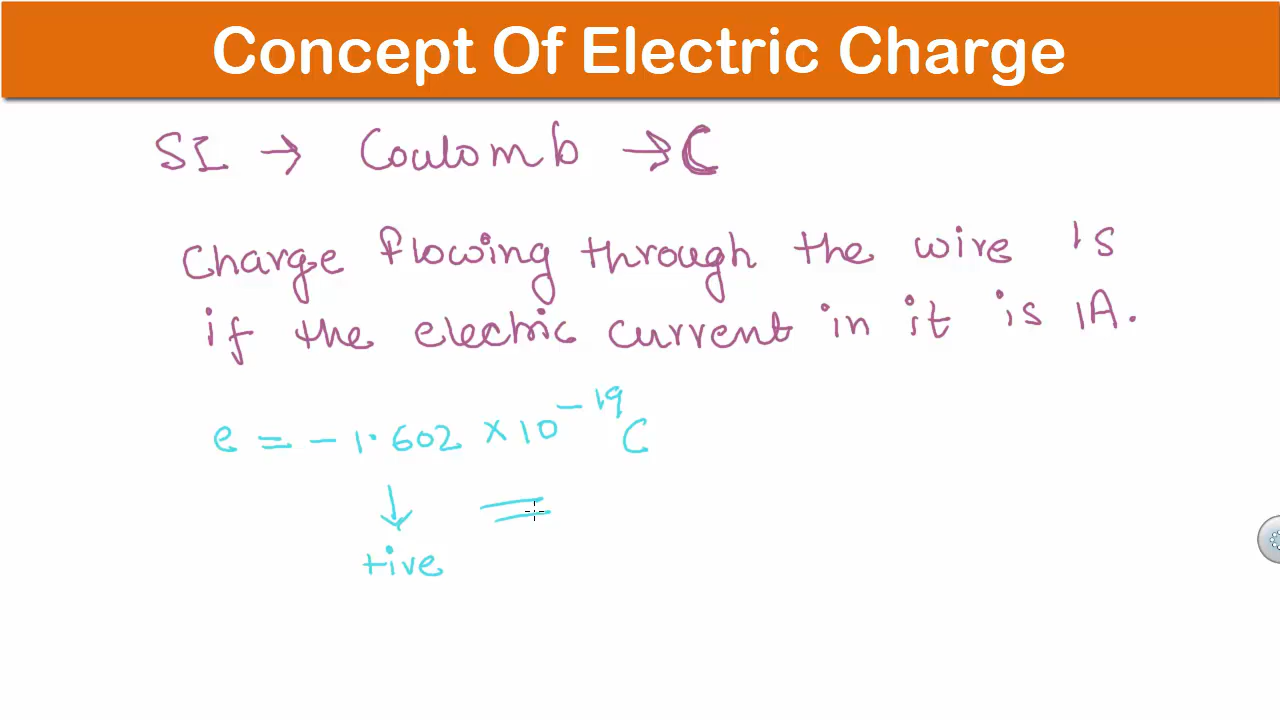 Concept Of Electric Charge
SI → Coulomb → C
Charge flowing through the wire 1s
if the electric current in it is 1A.
e = - 1.602 × 10⁻¹⁹ C
↓
+ive